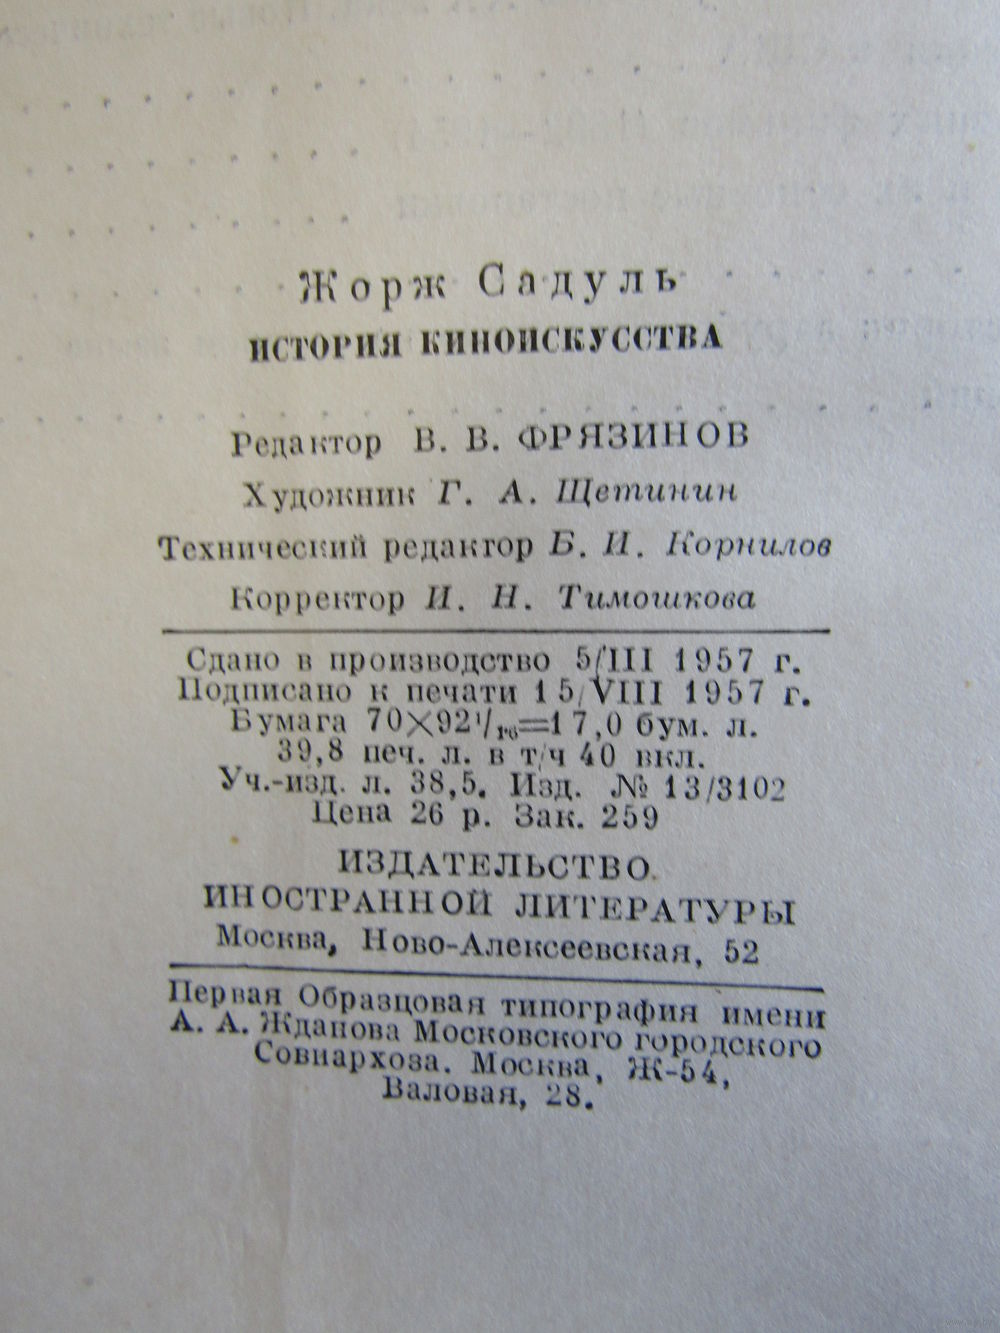 Жорж Садуль
ИСТОРИЯ КИНОИСКУССТВА
Редактор В. В. ФРЯЗИНОВ
Художник Г. А. Щетинин
Технический редактор Б. И. Корнилов
Корректор И. Н. Тимошкова
Сдано в производство 5/III 1957 г.
Подписано к печати 15/VIII 1957 г.
Бумага 70×92¹/₁₆=17,0 бум. л.
39,8 печ. л. в т/ч 40 вкл.
Уч.-изд. л. 38,5. Изд. № 13/3102
Цена 26 р. Зак. 259
ИЗДАТЕЛЬСТВО
ИНОСТРАННОЙ ЛИТЕРАТУРЫ
Москва, Ново-Алексеевская, 52
Первая Образцовая типография имени
А. А. Жданова Московского городского
Совнархоза. Москва, Ж-54,
Валовая, 28.